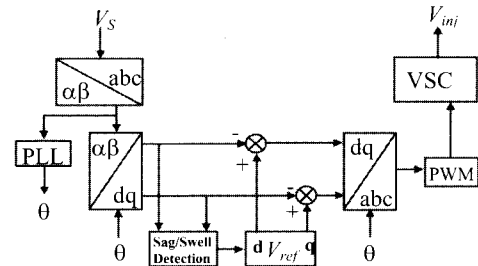 V_S
V_inj
abc
αβ
VSC
PLL
αβ
dq
-
+
-
+
dq
abc
PWM
θ
θ
Sag/Swell
Detection
d V_ref q
θ